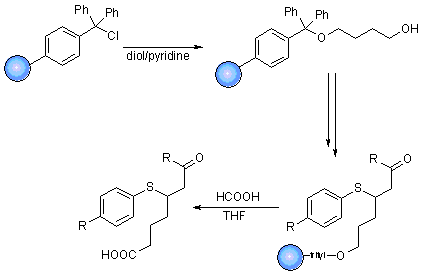 Ph Ph
Cl
diol/pyridine
Ph Ph
O
OH
R
O
S
R
HOOC
HCOOH
THF
R
O
S
R
O